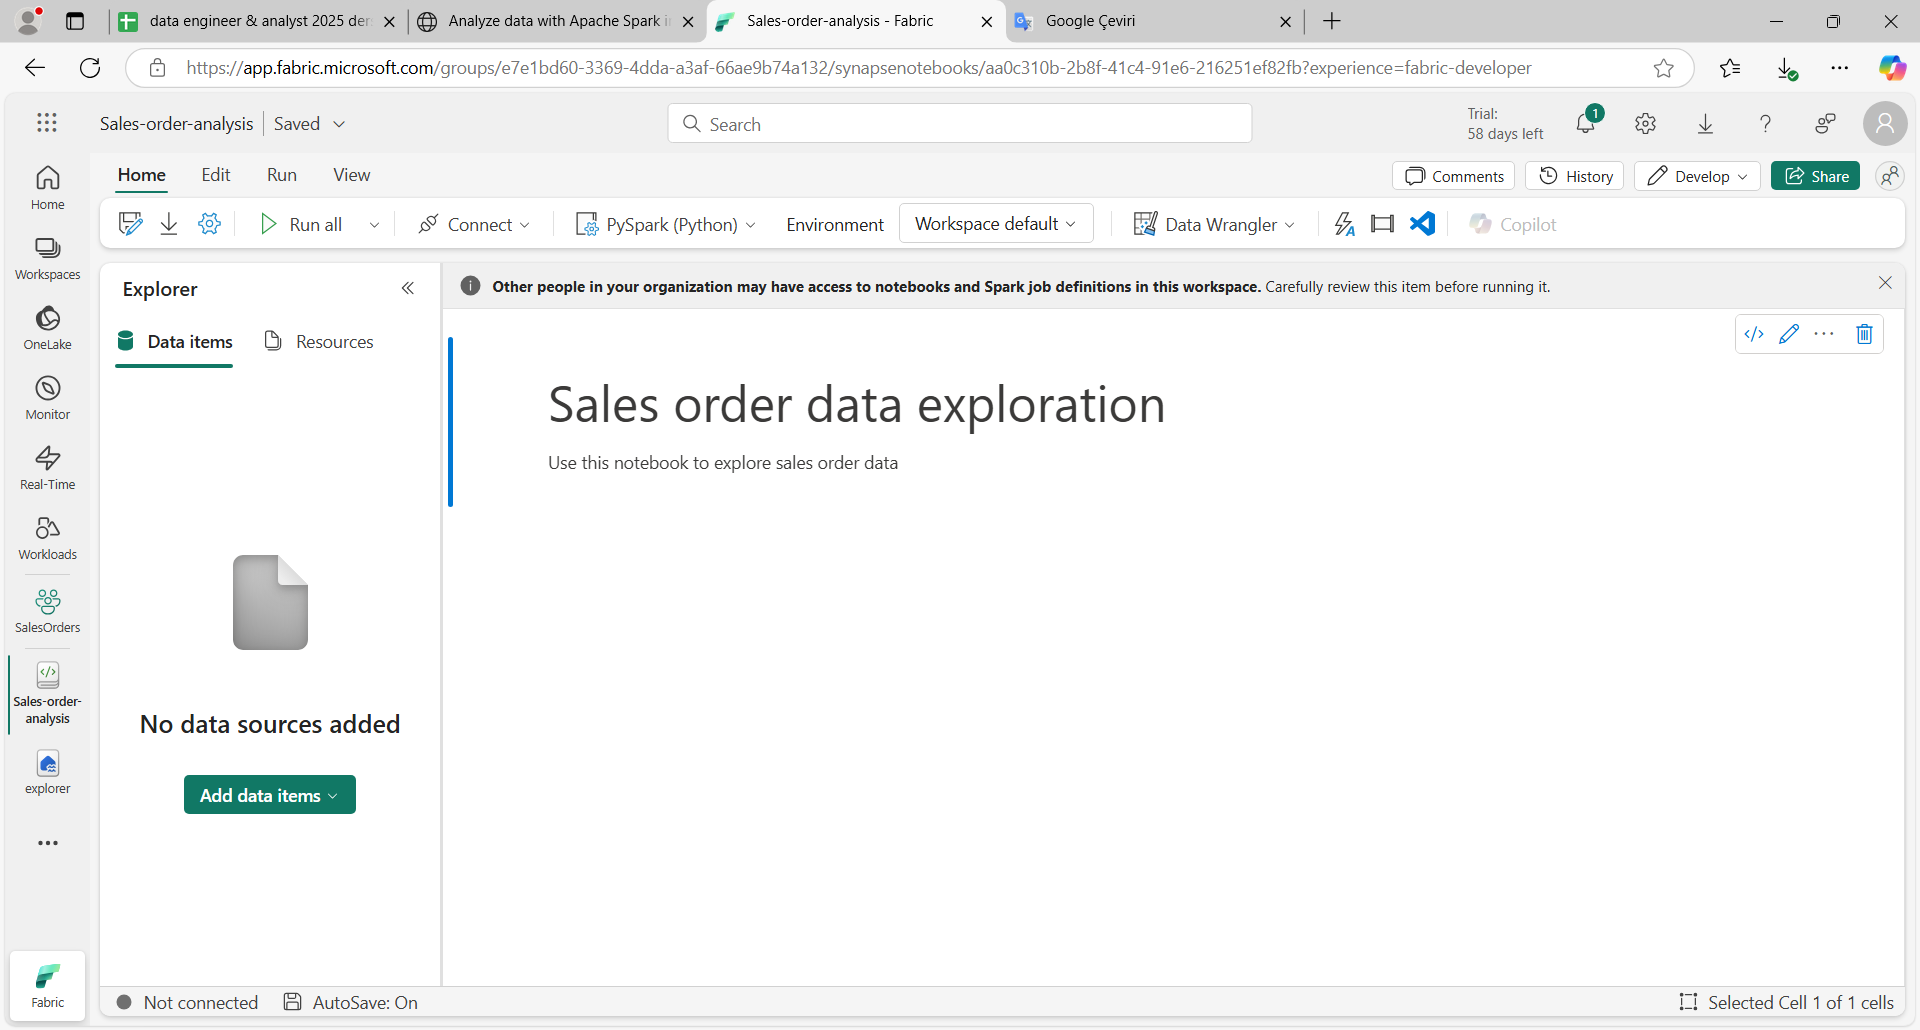 data engineer & analyst 2025 ders
Analyze data with Apache Spark in
Sales-order-analysis - Fabric
Google Çeviri
https://app.fabric.microsoft.com/groups/e7e1bd60-3369-4dda-a3af-66ae9b74a132/synapsenotebooks/aa0c310b-2b8f-41c4-91e6-216251ef82fb?experience=fabric-developer
Sales-order-analysis
Saved
Search
Trial:
58 days left
1
Home
Edit
Run
View
Comments
History
Develop
Share
Run all
Connect
PySpark (Python)
Environment
Workspace default
Data Wrangler
Copilot
Home
Workspaces
OneLake
Monitor
Real-Time
Workloads
SalesOrders
Sales-order-
analysis
explorer
Fabric
Explorer
Data items
Resources
No data sources added
Add data items
Other people in your organization may have access to notebooks and Spark job definitions in this workspace. Carefully review this item before running it.
Sales order data exploration
Use this notebook to explore sales order data
Not connected
AutoSave: On
Selected Cell 1 of 1 cells